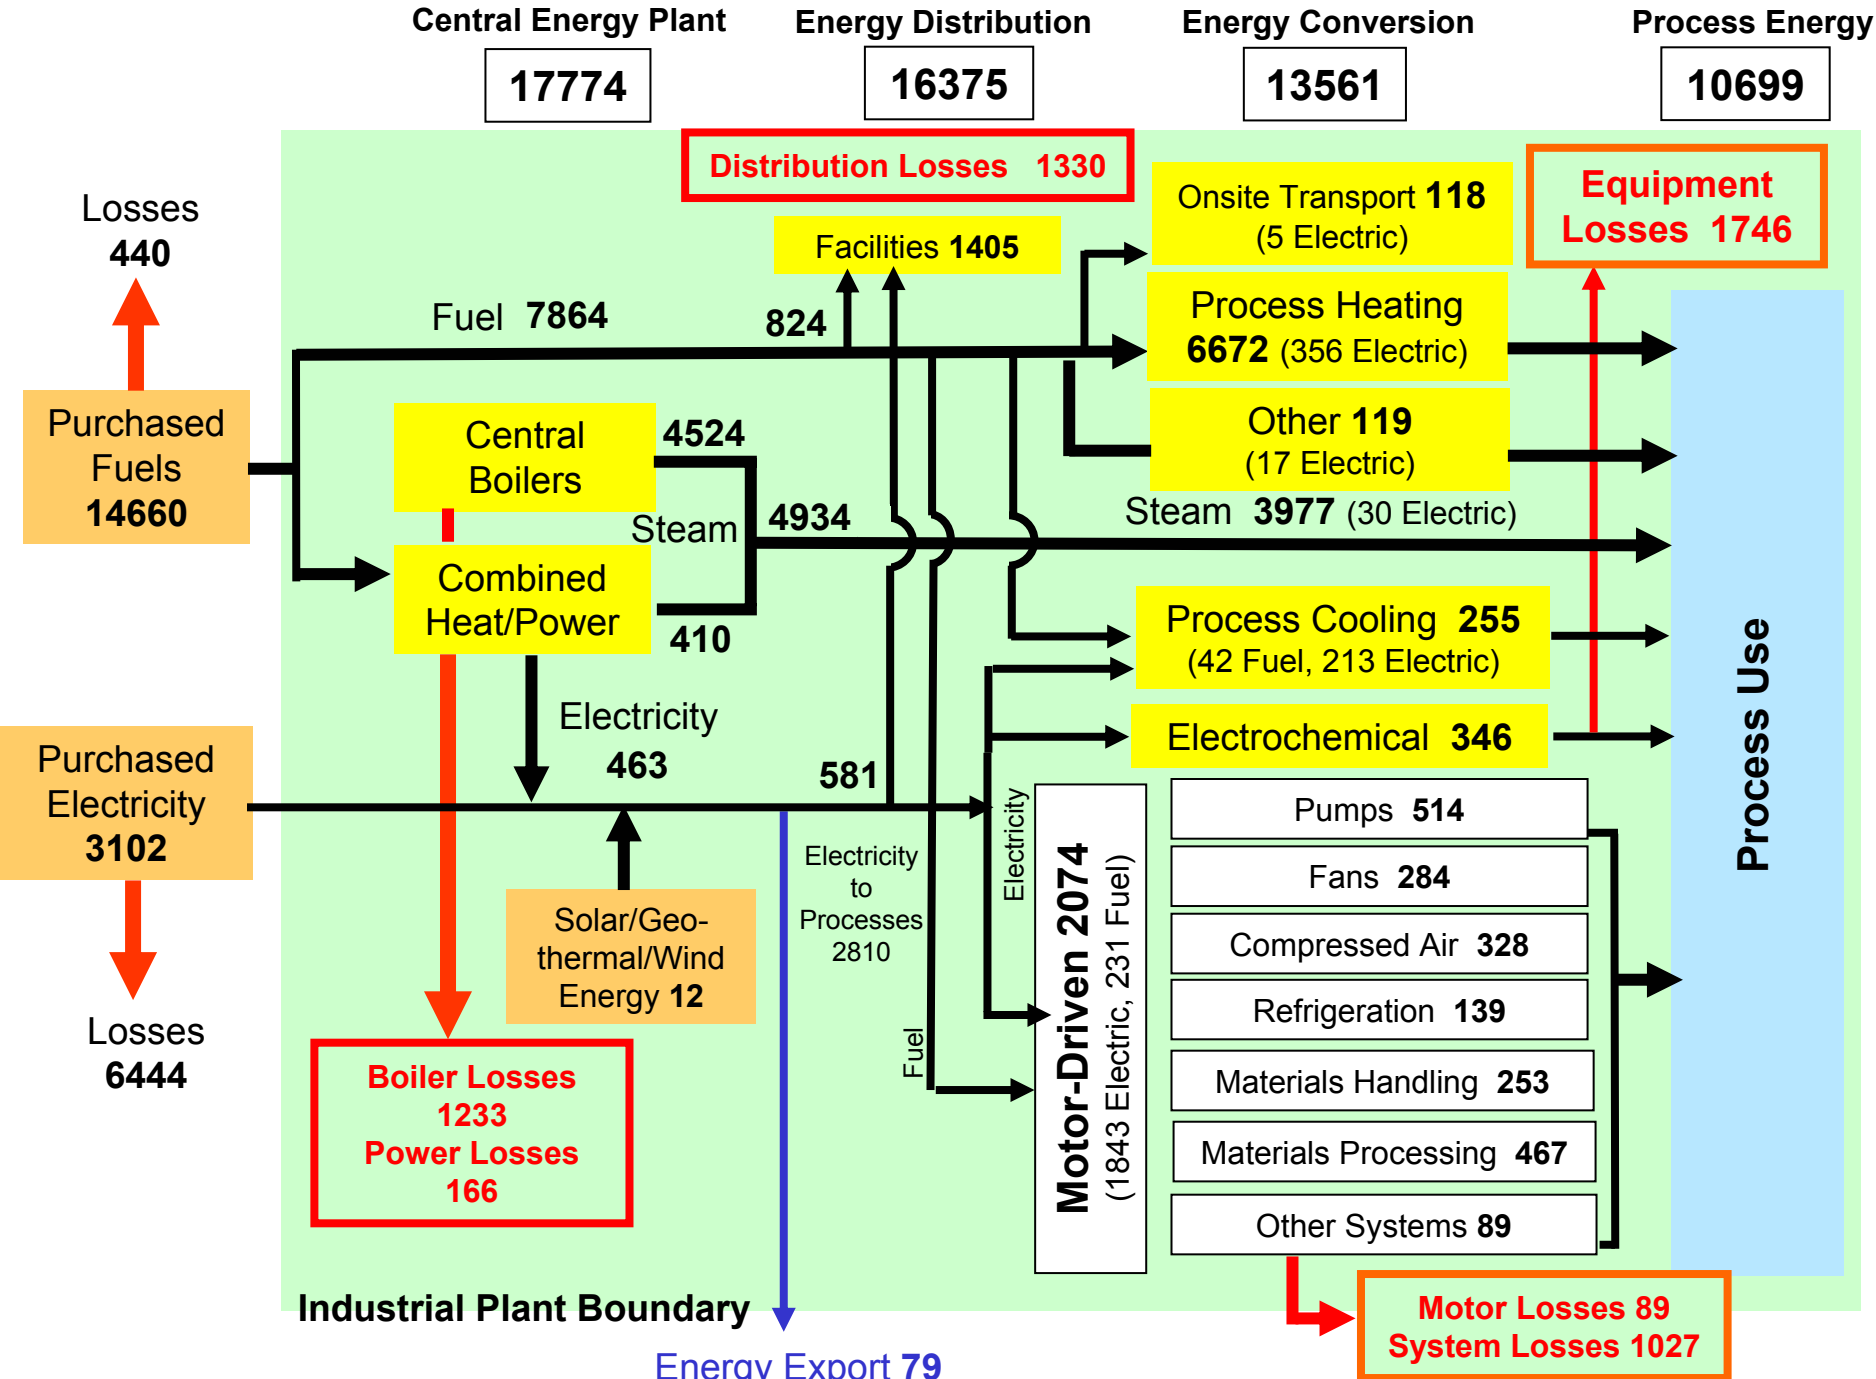 Central Energy Plant
17774
Energy Distribution
16375
Energy Conversion
13561
Process Energy
10699
Distribution Losses 1330
Equipment
Losses 1746
Losses
440
Purchased
Fuels
14660
Purchased
Electricity
3102
Losses
6444
Fuel 7864
824
Facilities 1405
Onsite Transport 118
(5 Electric)
Process Heating
6672 (356 Electric)
Other 119
(17 Electric)
Central
Boilers
4524
Steam
4934
Steam 3977 (30 Electric)
Combined
Heat/Power
410
Process Cooling 255
(42 Fuel, 213 Electric)
Electricity
463
581
Electrochemical 346
Process Use
Electricity
to
Processes
2810
Electricity
Fuel
Motor-Driven 2074
(1843 Electric, 231 Fuel)
Pumps 514
Fans 284
Compressed Air 328
Refrigeration 139
Materials Handling 253
Materials Processing 467
Other Systems 89
Solar/Geo-
thermal/Wind
Energy 12
Boiler Losses
1233
Power Losses
166
Industrial Plant Boundary
Motor Losses 89
System Losses 1027
Energy Export 79